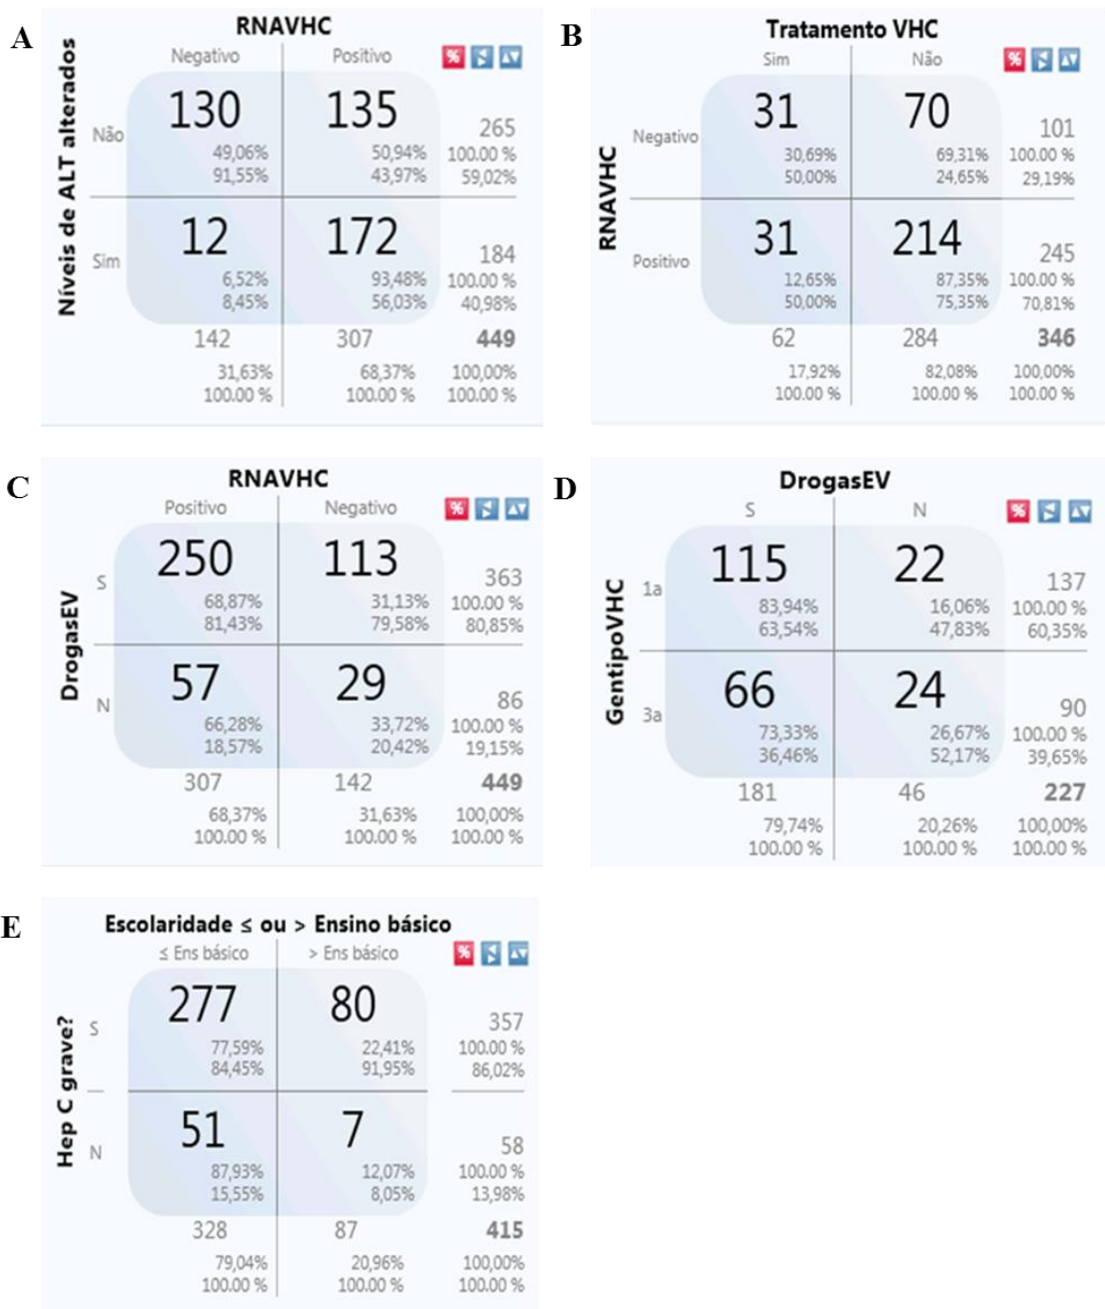 A
RNAVHC
Negativo Positivo %
Níveis de ALT alterados
Não
130 135 265
49,06% 50,94% 100.00 %
91,55% 43,97% 59,02%
Sim
12 172 184
6,52% 93,48% 100.00 %
8,45% 56,03% 40,98%
142 307 449
31,63% 68,37% 100,00%
100.00 % 100.00 % 100.00 %
B
Tratamento VHC
Sim Não %
RNAVHC
Negativo
31 70 101
30,69% 69,31% 100.00 %
50,00% 24,65% 29,19%
Positivo
31 214 245
12,65% 87,35% 100.00 %
50,00% 75,35% 70,81%
62 284 346
17,92% 82,08% 100,00%
100.00 % 100.00 % 100.00 %
C
RNAVHC
Positivo Negativo %
DrogasEV
S
250 113 363
68,87% 31,13% 100.00 %
81,43% 79,58% 80,85%
N
57 29 86
66,28% 33,72% 100.00 %
18,57% 20,42% 19,15%
307 142 449
68,37% 31,63% 100,00%
100.00 % 100.00 % 100.00 %
D
DrogasEV
S N %
GentipoVHC
1a
115 22 137
83,94% 16,06% 100.00 %
63,54% 47,83% 60,35%
3a
66 24 90
73,33% 26,67% 100.00 %
36,46% 52,17% 39,65%
181 46 227
79,74% 20,26% 100,00%
100.00 % 100.00 % 100.00 %
E
Escolaridade ≤ ou > Ensino básico
≤ Ens básico > Ens básico %
Hep C grave?
S
277 80 357
77,59% 22,41% 100.00 %
84,45% 91,95% 86,02%
N
51 7 58
87,93% 12,07% 100.00 %
15,55% 8,05% 13,98%
328 87 415
79,04% 20,96% 100,00%
100.00 % 100.00 % 100.00 %